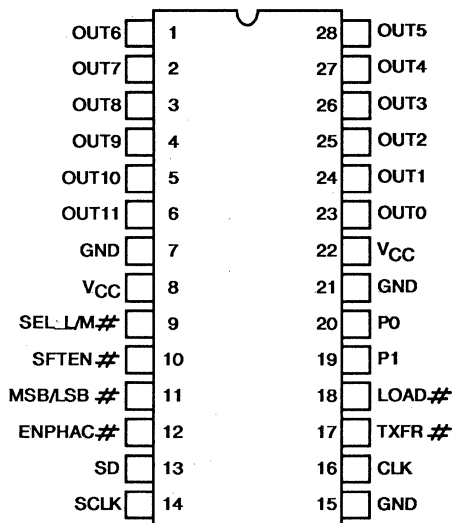 OUT6 1 28 OUT5
OUT7 2 27 OUT4
OUT8 3 26 OUT3
OUT9 4 25 OUT2
OUT10 5 24 OUT1
OUT11 6 23 OUT0
GND 7 22 VCC
VCC 8 21 GND
SEL_L/M# 9 20 P0
SFTEN# 10 19 P1
MSB/LSB # 11 18 LOAD#
ENPHAC# 12 17 TXFR #
SD 13 16 CLK
SCLK 14 15 GND